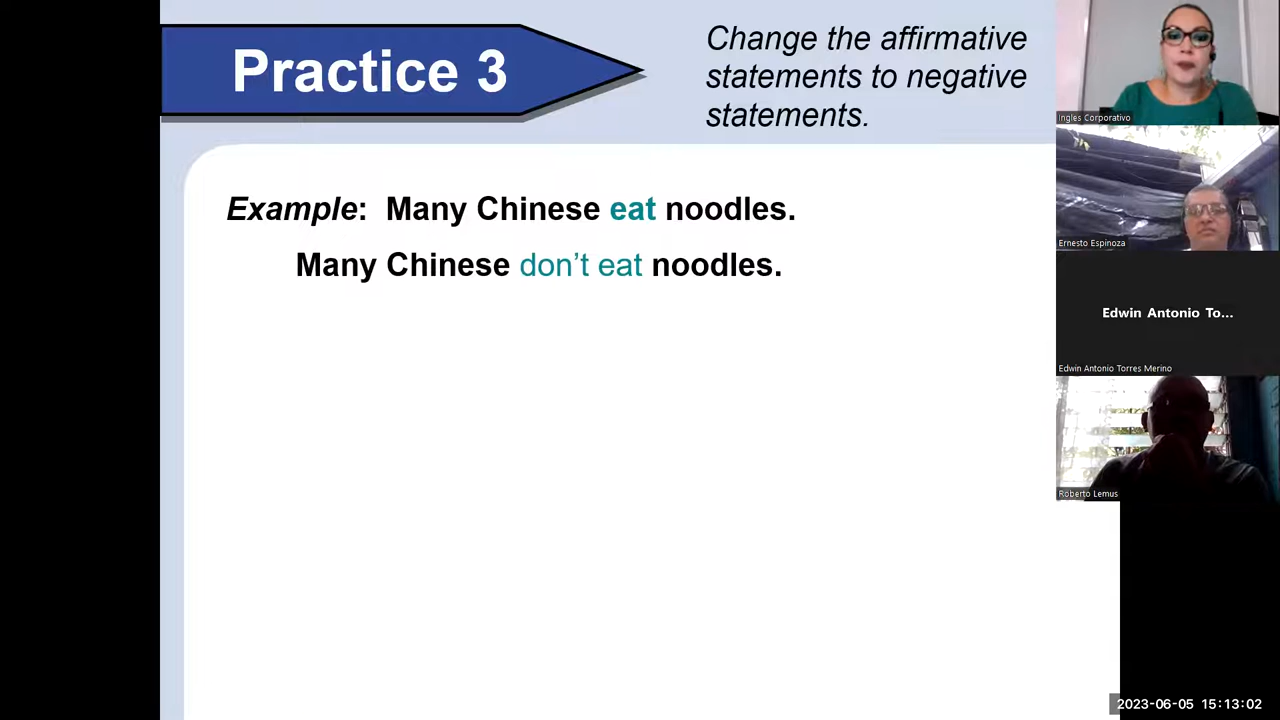 Practice 3
Change the affirmative
statements to negative
statements.
Example: Many Chinese eat noodles.
Many Chinese don’t eat noodles.
Ingles Corporativo
Ernesto Espinoza
Edwin Antonio To...
Edwin Antonio Torres Merino
Roberto Lemus
2023-06-05 15:13:02